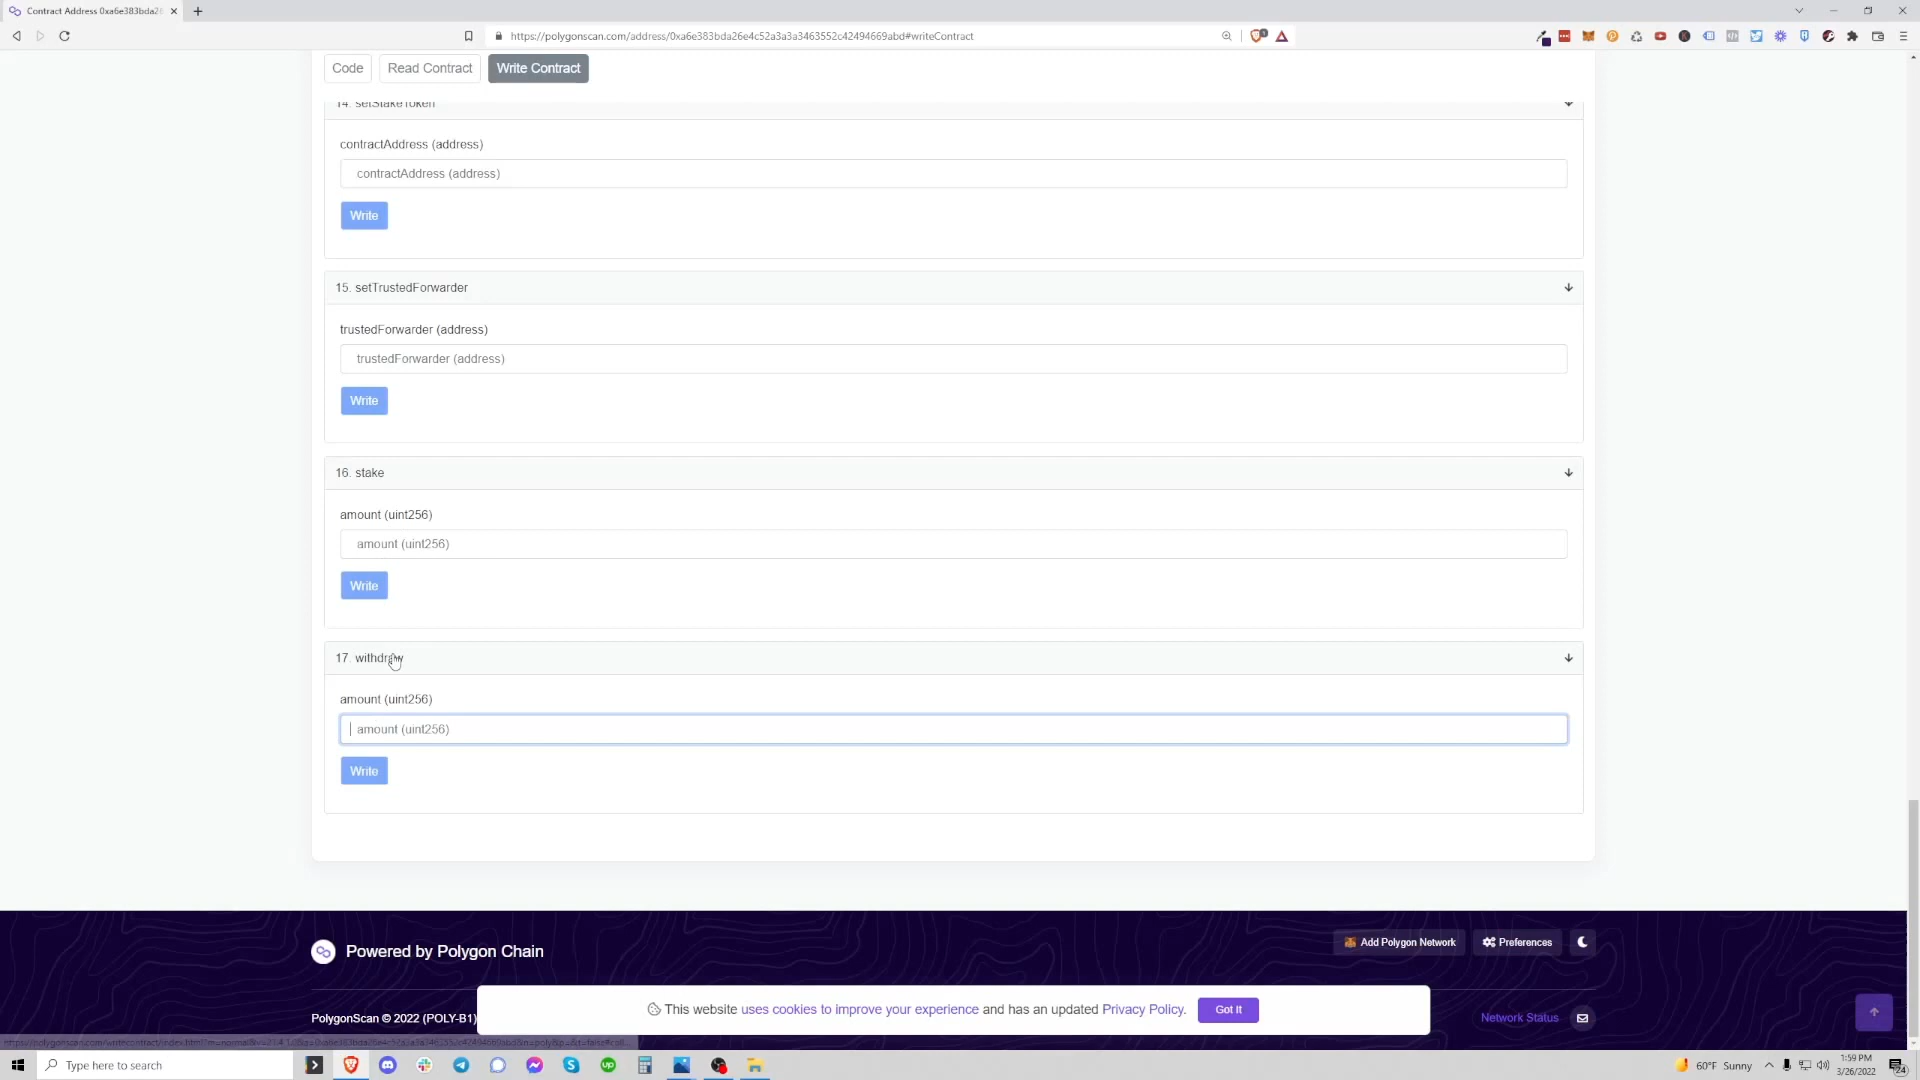 Contract Address 0xa6e383bda2
https://polygonscan.com/address/0xa6e383bda26e4c52a3a3a3463552c42494669abd#writeContract
Code
Read Contract
Write Contract
14. setStakeToken
contractAddress (address)
contractAddress (address)
Write
15. setTrustedForwarder
trustedForwarder (address)
trustedForwarder (address)
Write
16. stake
amount (uint256)
amount (uint256)
Write
17. withdraw
amount (uint256)
amount (uint256)
Write
Powered by Polygon Chain
Add Polygon Network
Preferences
This website uses cookies to improve your experience and has an updated Privacy Policy.
Got It
PolygonScan © 2022 (POLY-B1)
Network Status
Type here to search
60°F Sunny
1:59 PM
3/26/2022
24